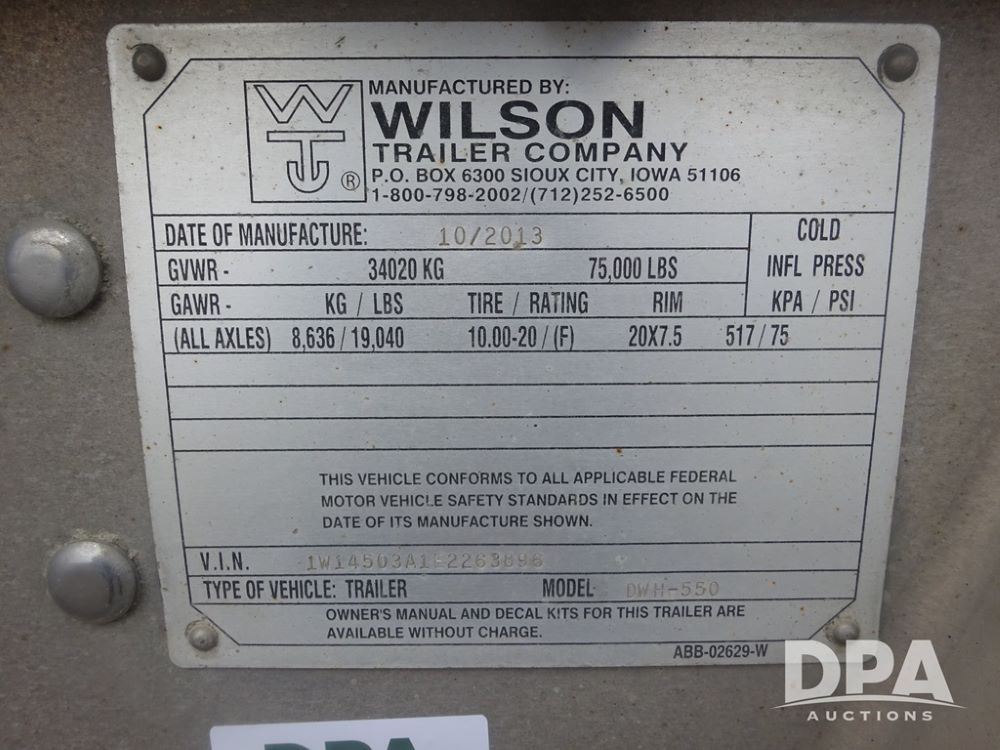 MANUFACTURED BY:
WTJ ® WILSON
TRAILER COMPANY
P.O. BOX 6300 SIOUX CITY, IOWA 51106
1-800-798-2002/(712)252-6500
DATE OF MANUFACTURE: 10/2013 COLD
GVWR - 34020 KG 75,000 LBS INFL PRESS
GAWR - KG / LBS TIRE / RATING RIM KPA / PSI
(ALL AXLES) 8,636 / 19,040 10.00-20 / (F) 20X7.5 517 / 75
THIS VEHICLE CONFORMS TO ALL APPLICABLE FEDERAL
MOTOR VEHICLE SAFETY STANDARDS IN EFFECT ON THE
DATE OF ITS MANUFACTURE SHOWN.
V.I.N.
TYPE OF VEHICLE: TRAILER MODEL DWH-550
OWNER'S MANUAL AND DECAL KITS FOR THIS TRAILER ARE
AVAILABLE WITHOUT CHARGE.
ABB-02629-W
DPA
AUCTIONS
DPA